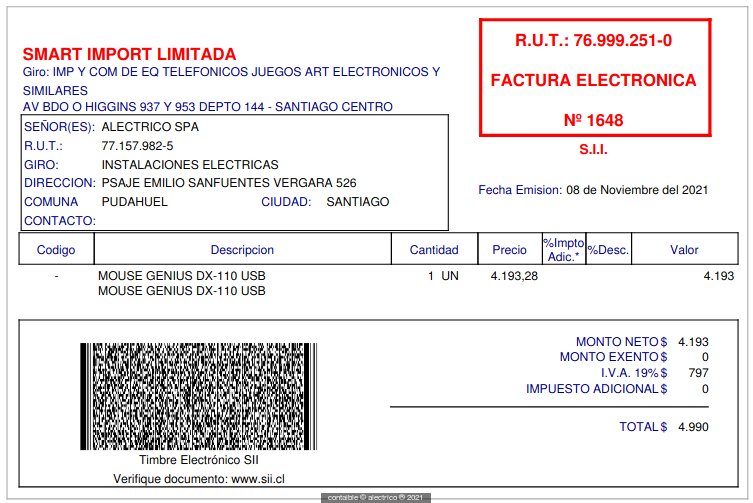 SMART IMPORT LIMITADA
Giro: IMP Y COM DE EQ TELEFONICOS JUEGOS ART ELECTRONICOS Y
SIMILARES
AV BDO O HIGGINS 937 Y 953 DEPTO 144 - SANTIAGO CENTRO
R.U.T.: 76.999.251-0
FACTURA ELECTRONICA
Nº 1648
S.I.I.
Fecha Emision: 08 de Noviembre del 2021
SEÑOR(ES): ALECTRICO SPA
R.U.T.: 77.157.982-5
GIRO: INSTALACIONES ELECTRICAS
DIRECCION: PSAJE EMILIO SANFUENTES VERGARA 526
COMUNA PUDAHUEL CIUDAD: SANTIAGO
CONTACTO:
Codigo Descripcion Cantidad Precio %Impto Adic.* %Desc. Valor
- MOUSE GENIUS DX-110 USB 1 UN 4.193,28 4.193
MOUSE GENIUS DX-110 USB
MONTO NETO $ 4.193
MONTO EXENTO $ 0
I.V.A. 19% $ 797
IMPUESTO ADICIONAL $ 0
TOTAL $ 4.990
Timbre Electrónico SII
Verifique documento: www.sii.cl
contaible © alectrico ® 2021